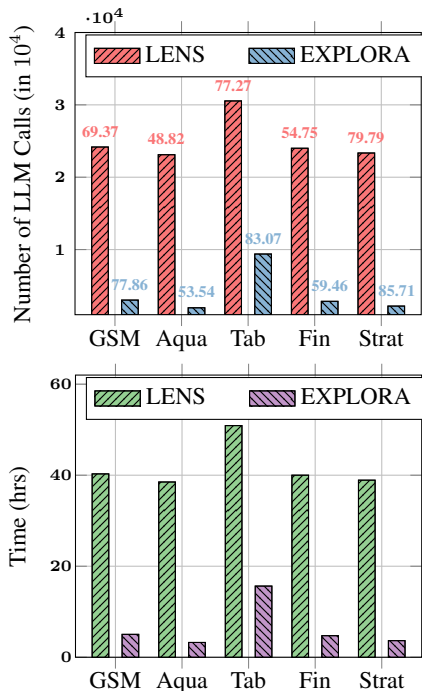 ·10⁴
4
LENS EXPLORA
77.27
3
69.37 48.82 54.75 79.79
2
83.07
1
77.86 53.54 59.46 85.71
Number of LLM Calls (in 10⁴)
GSM Aqua Tab Fin Strat
60
LENS EXPLORA
40
20
0
Time (hrs)
GSM Aqua Tab Fin Strat